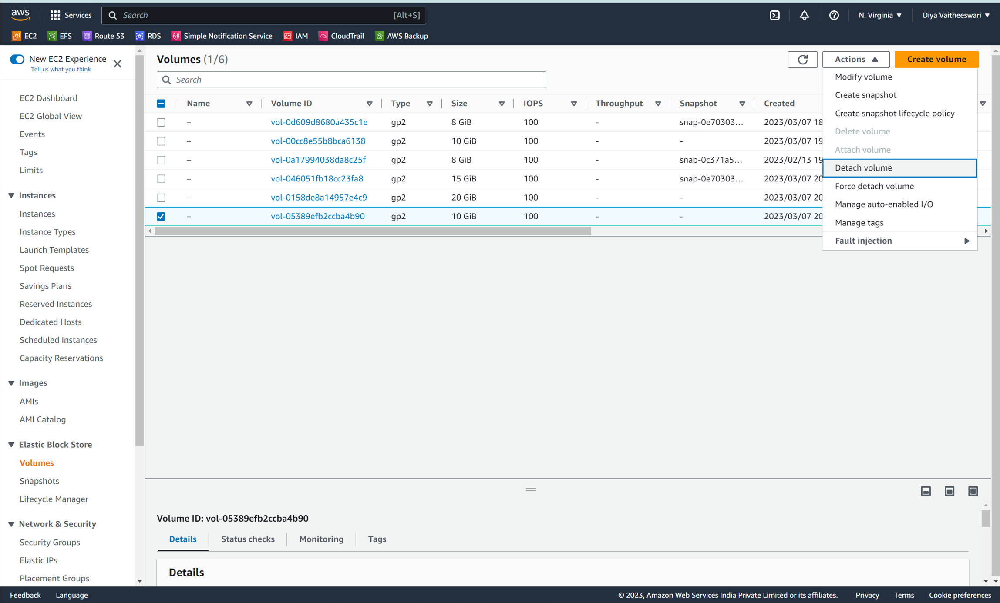 aws Services Search [Alt+S] N. Virginia Diya Vaitheeswari
EC2 EFS Route 53 RDS Simple Notification Service IAM CloudTrail AWS Backup
New EC2 Experience
Tell us what you think
EC2 Dashboard
EC2 Global View
Events
Tags
Limits
Instances
Instances
Instance Types
Launch Templates
Spot Requests
Savings Plans
Reserved Instances
Dedicated Hosts
Scheduled Instances
Capacity Reservations
Images
AMIs
AMI Catalog
Elastic Block Store
Volumes
Snapshots
Lifecycle Manager
Network & Security
Security Groups
Elastic IPs
Placement Groups
Volumes (1/6)
Actions
Create volume
Search
Name Volume ID Type Size IOPS Throughput Snapshot Created
– vol-0d609d8680a435c1e gp2 8 GiB 100 - snap-0e70303... 2023/03/07 18
– vol-00cc8e55b8bca6138 gp2 10 GiB 100 - - 2023/03/07 19
– vol-0a17994038da8c25f gp2 8 GiB 100 - snap-0c371a5... 2023/02/13 19
– vol-046051fb18cc23fa8 gp2 15 GiB 100 - snap-0e70303... 2023/03/07 20
– vol-0158de8a14957e4c9 gp2 20 GiB 100 - - 2023/03/07 20
– vol-05389efb2ccba4b90 gp2 10 GiB 100 - - 2023/03/07 20
Modify volume
Create snapshot
Create snapshot lifecycle policy
Delete volume
Attach volume
Detach volume
Force detach volume
Manage auto-enabled I/O
Manage tags
Fault injection
Volume ID: vol-05389efb2ccba4b90
Details Status checks Monitoring Tags
Details
Feedback Language © 2023, Amazon Web Services India Private Limited or its affiliates. Privacy Terms Cookie preferences